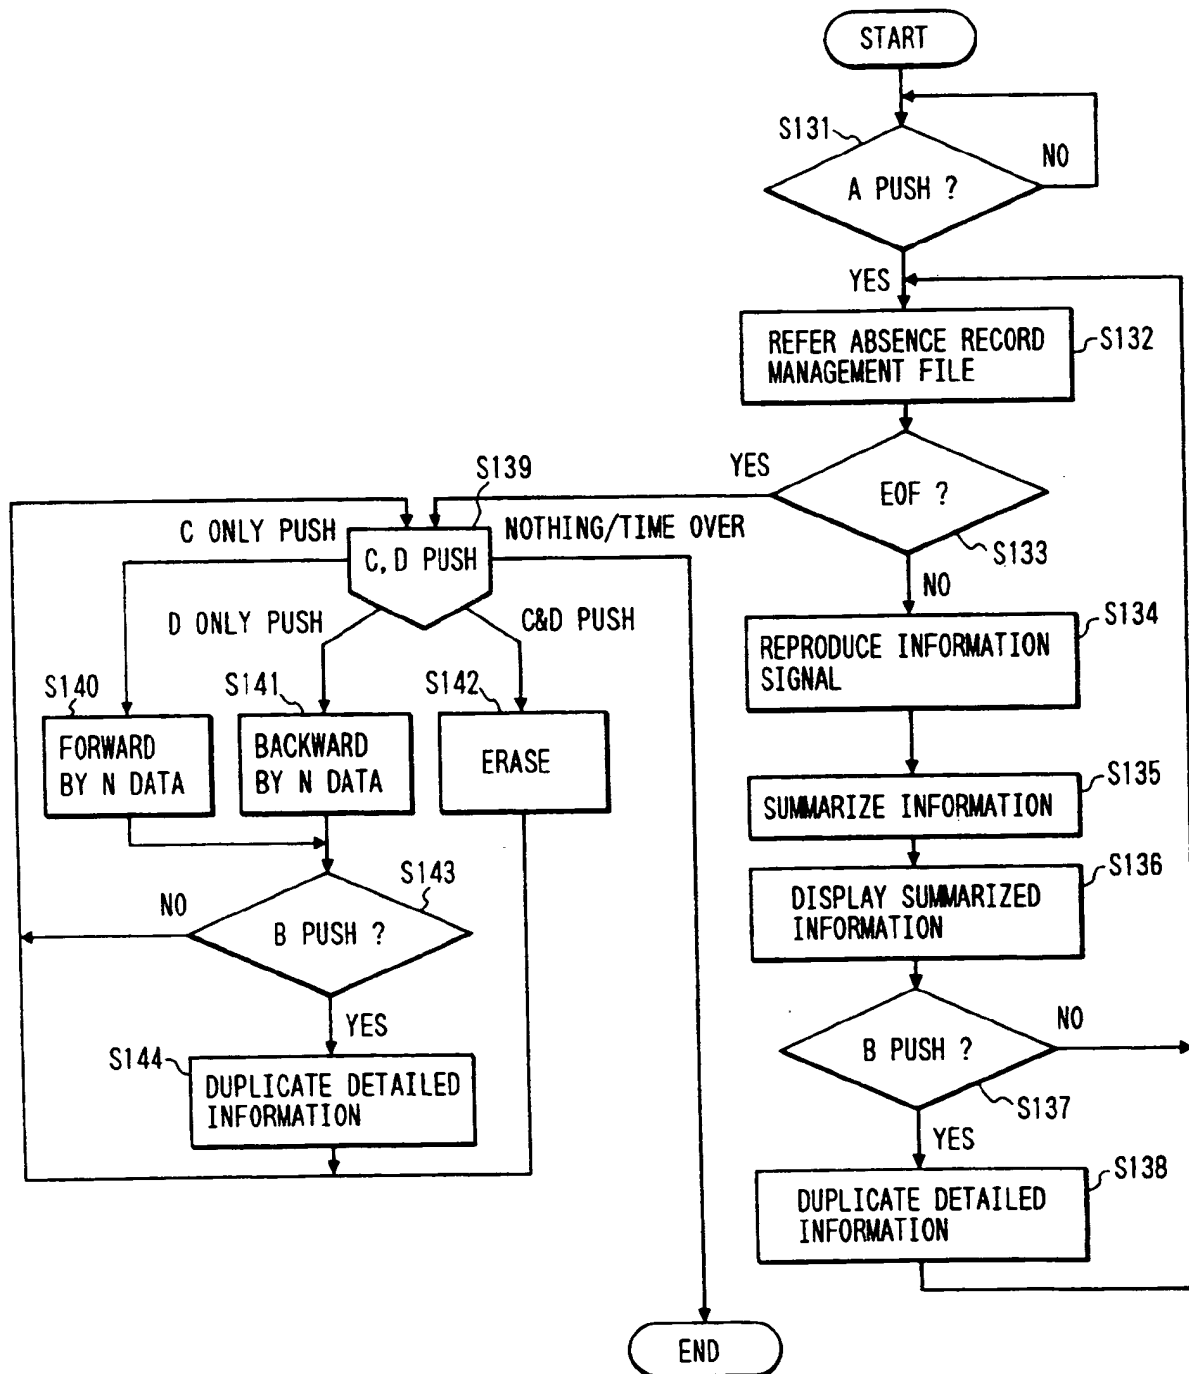 START
S131
A PUSH ?
NO
YES
REFER ABSENCE RECORD
MANAGEMENT FILE
S132
EOF ?
YES
S133
NO
S139
C ONLY PUSH
NOTHING/TIME OVER
C, D PUSH
D ONLY PUSH
C&D PUSH
S134
REPRODUCE INFORMATION
SIGNAL
S140
FORWARD
BY N DATA
S141
BACKWARD
BY N DATA
S142
ERASE
S135
SUMMARIZE INFORMATION
S136
DISPLAY SUMMARIZED
INFORMATION
S143
NO
B PUSH ?
YES
S144
DUPLICATE DETAILED
INFORMATION
B PUSH ?
NO
S137
YES
S138
DUPLICATE DETAILED
INFORMATION
END